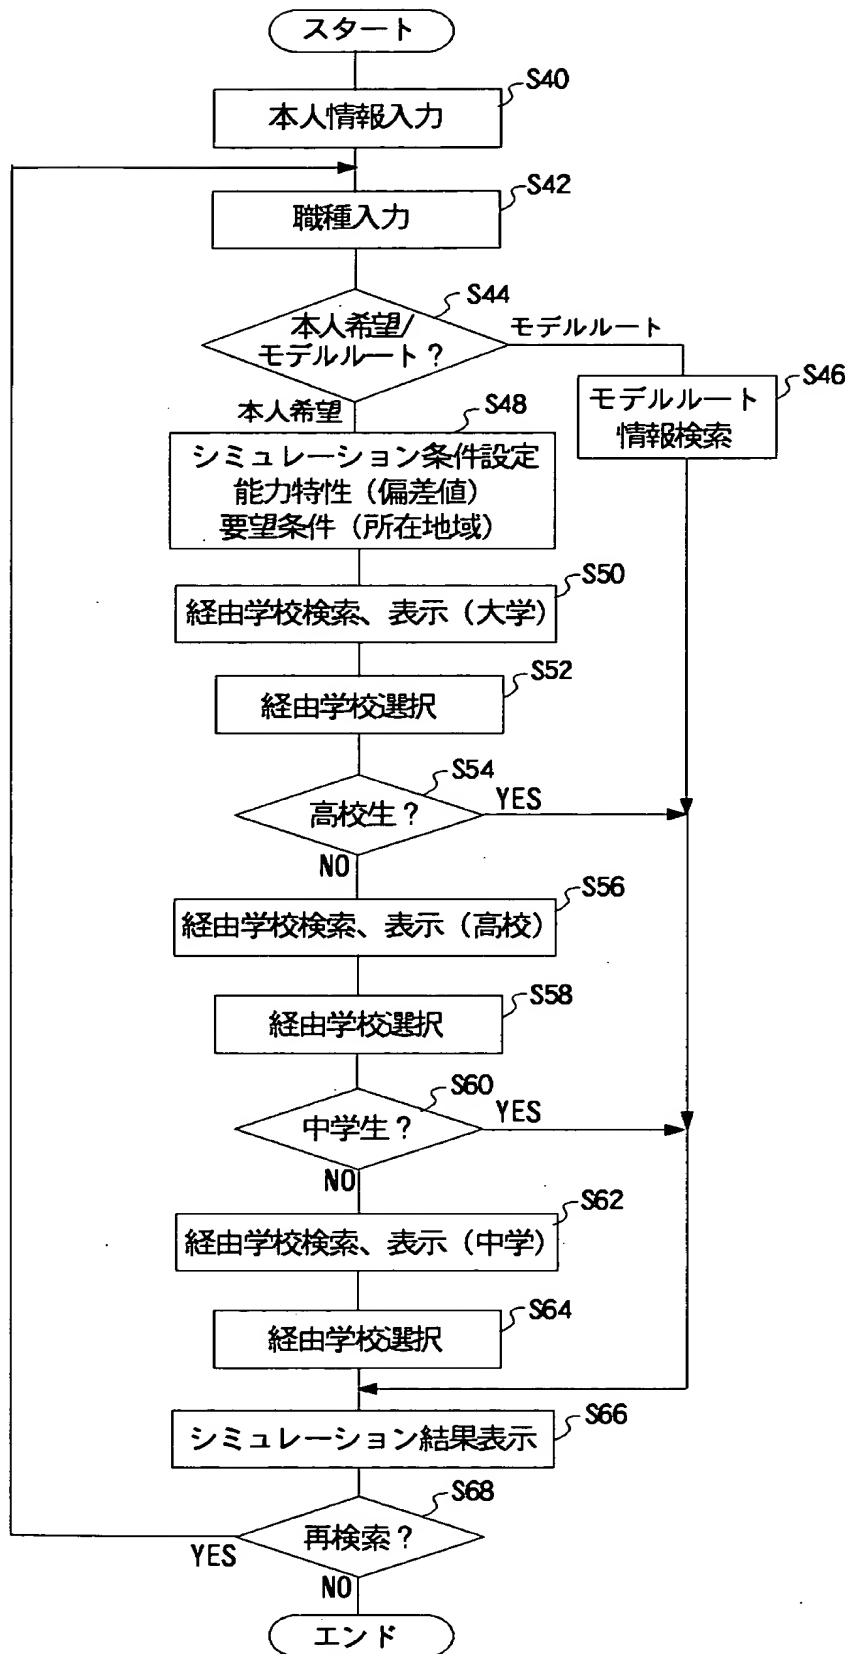 スタート
S40
本人情報入力
S42
職種入力
S44
本人希望/
モデルルート？
モデルルート
S46
モデルルート
情報検索
本人希望
S48
シミュレーション条件設定
能力特性（偏差値）
要望条件（所在地域）
S50
経由学校検索、表示（大学）
S52
経由学校選択
S54
高校生？
YES
NO
S56
経由学校検索、表示（高校）
S58
経由学校選択
S60
中学生？
YES
NO
S62
経由学校検索、表示（中学）
S64
経由学校選択
S66
シミュレーション結果表示
S68
再検索？
YES
NO
エンド